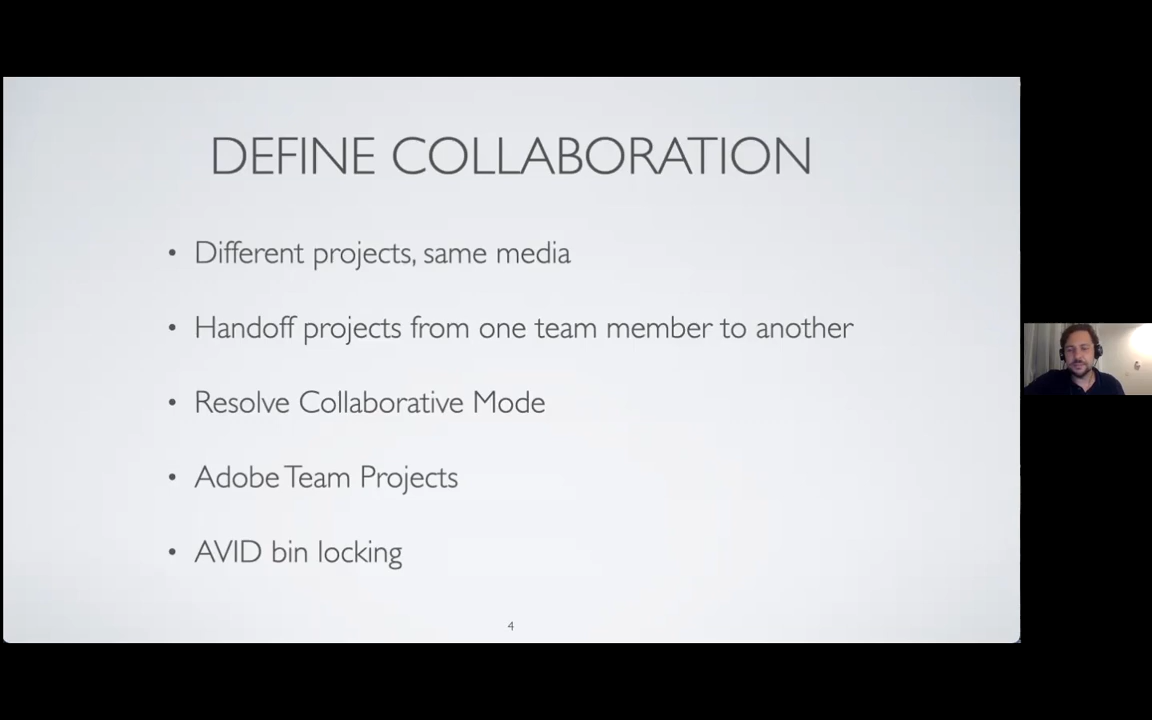 DEFINE COLLABORATION
• Different projects, same media
• Handoff projects from one team member to another
• Resolve Collaborative Mode
• Adobe Team Projects
• AVID bin locking
4